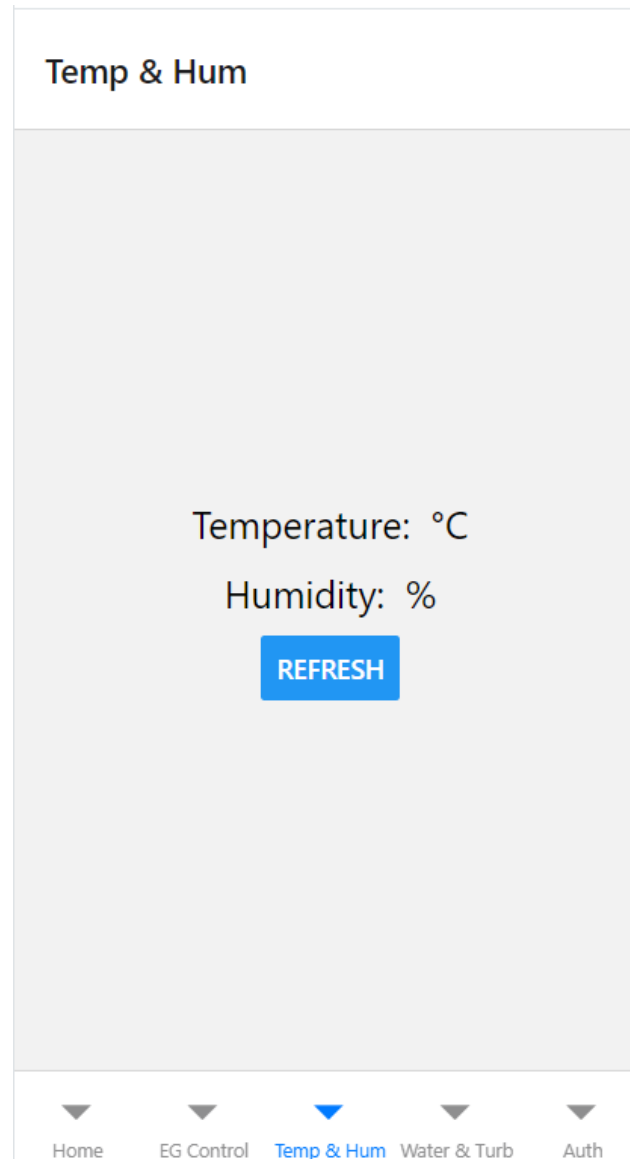 Temp & Hum
Temperature: °C
Humidity: %
REFRESH
Home EG Control Temp & Hum Water & Turb Auth